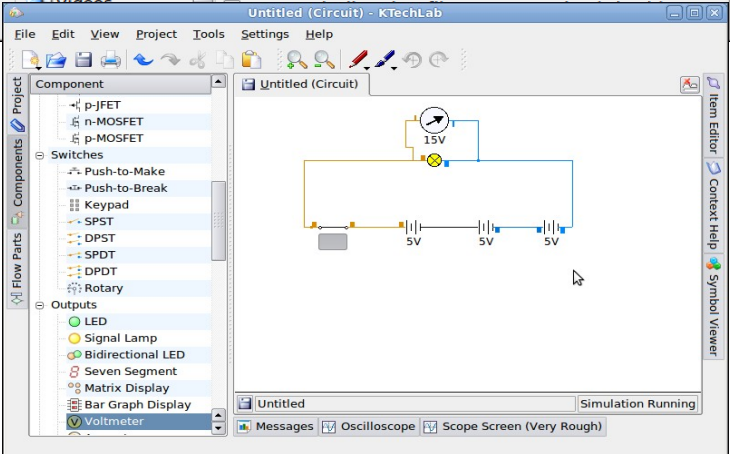 Untitled (Circuit) - KTechLab
File Edit View Project Tools Settings Help
Project
Components
Flow Parts
Component
p-JFET
n-MOSFET
p-MOSFET
Switches
Push-to-Make
Push-to-Break
Keypad
SPST
DPST
SPDT
DPDT
Rotary
Outputs
LED
Signal Lamp
Bidirectional LED
Seven Segment
Matrix Display
Bar Graph Display
Voltmeter
Untitled (Circuit)
15V
5V 5V 5V
Untitled Simulation Running
Messages Oscilloscope Scope Screen (Very Rough)
Item Editor
Context Help
Symbol Viewer